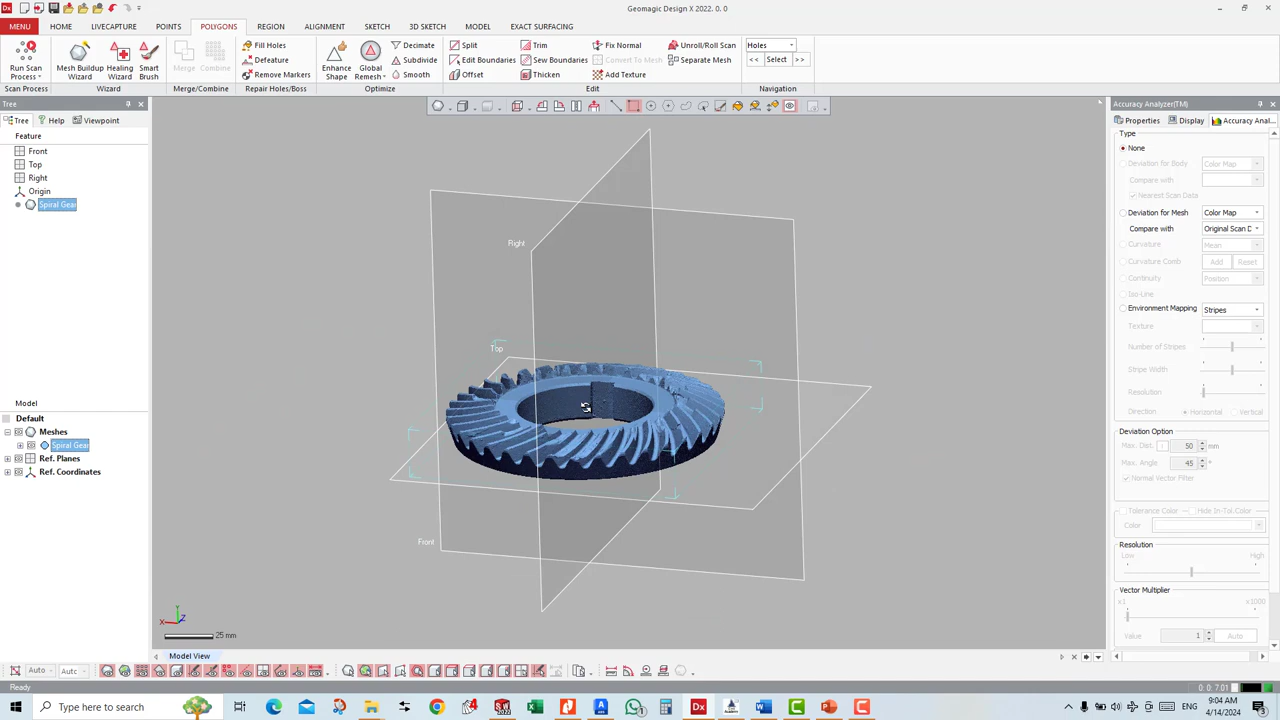 Dx
Geomagic Design X 2022. 0. 0
MENU HOME LIVECAPTURE POINTS POLYGONS REGION ALIGNMENT SKETCH 3D SKETCH MODEL EXACT SURFACING
Run Scan Process
Scan Process
Mesh Buildup Wizard
Healing Wizard
Smart Brush
Wizard
Merge
Combine
Merge/Combine
Fill Holes
Defeature
Remove Markers
Repair Holes/Boss
Enhance Shape
Global Remesh
Decimate
Subdivide
Smooth
Optimize
Split
Edit Boundaries
Offset
Trim
Sew Boundaries
Thicken
Fix Normal
Convert To Mesh
Add Texture
Unroll/Roll Scan
Separate Mesh
Edit
Holes
<< Select >>
Navigation
Tree
Tree Help Viewpoint
Feature
Front
Top
Right
Origin
Spiral Gear
Model
Default
Meshes
Spiral Gear
Ref. Planes
Ref. Coordinates
Right
Top
Front
X Y Z
25 mm
Model View
Accuracy Analyzer(TM)
Properties Display Accuracy Anal...
Type
None
Deviation for Body Color Map
Compare with
Nearest Scan Data
Deviation for Mesh Color Map
Compare with Original Scan D
Curvature Mean
Curvature Comb Add Reset
Continuity Position
Iso-Line
Environment Mapping Stripes
Texture
Number of Stripes
Stripe Width
Resolution
Direction Horizontal Vertical
Deviation Option
Max. Dist. 50 mm
Max. Angle 45 °
Normal Vector Filter
Tolerance Color Hide In-Tol.Color
Color
Resolution
Low High
Vector Multiplier
x1 x1000
Value 1 Auto
Auto Autc
Ready
0: 0: 7.01
Type here to search
9:04 AM
4/14/2024